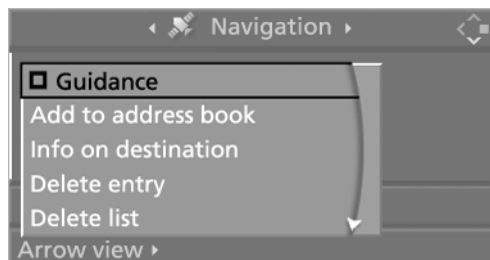 Navigation
Guidance
Add to address book
Info on destination
Delete entry
Delete list
Arrow view